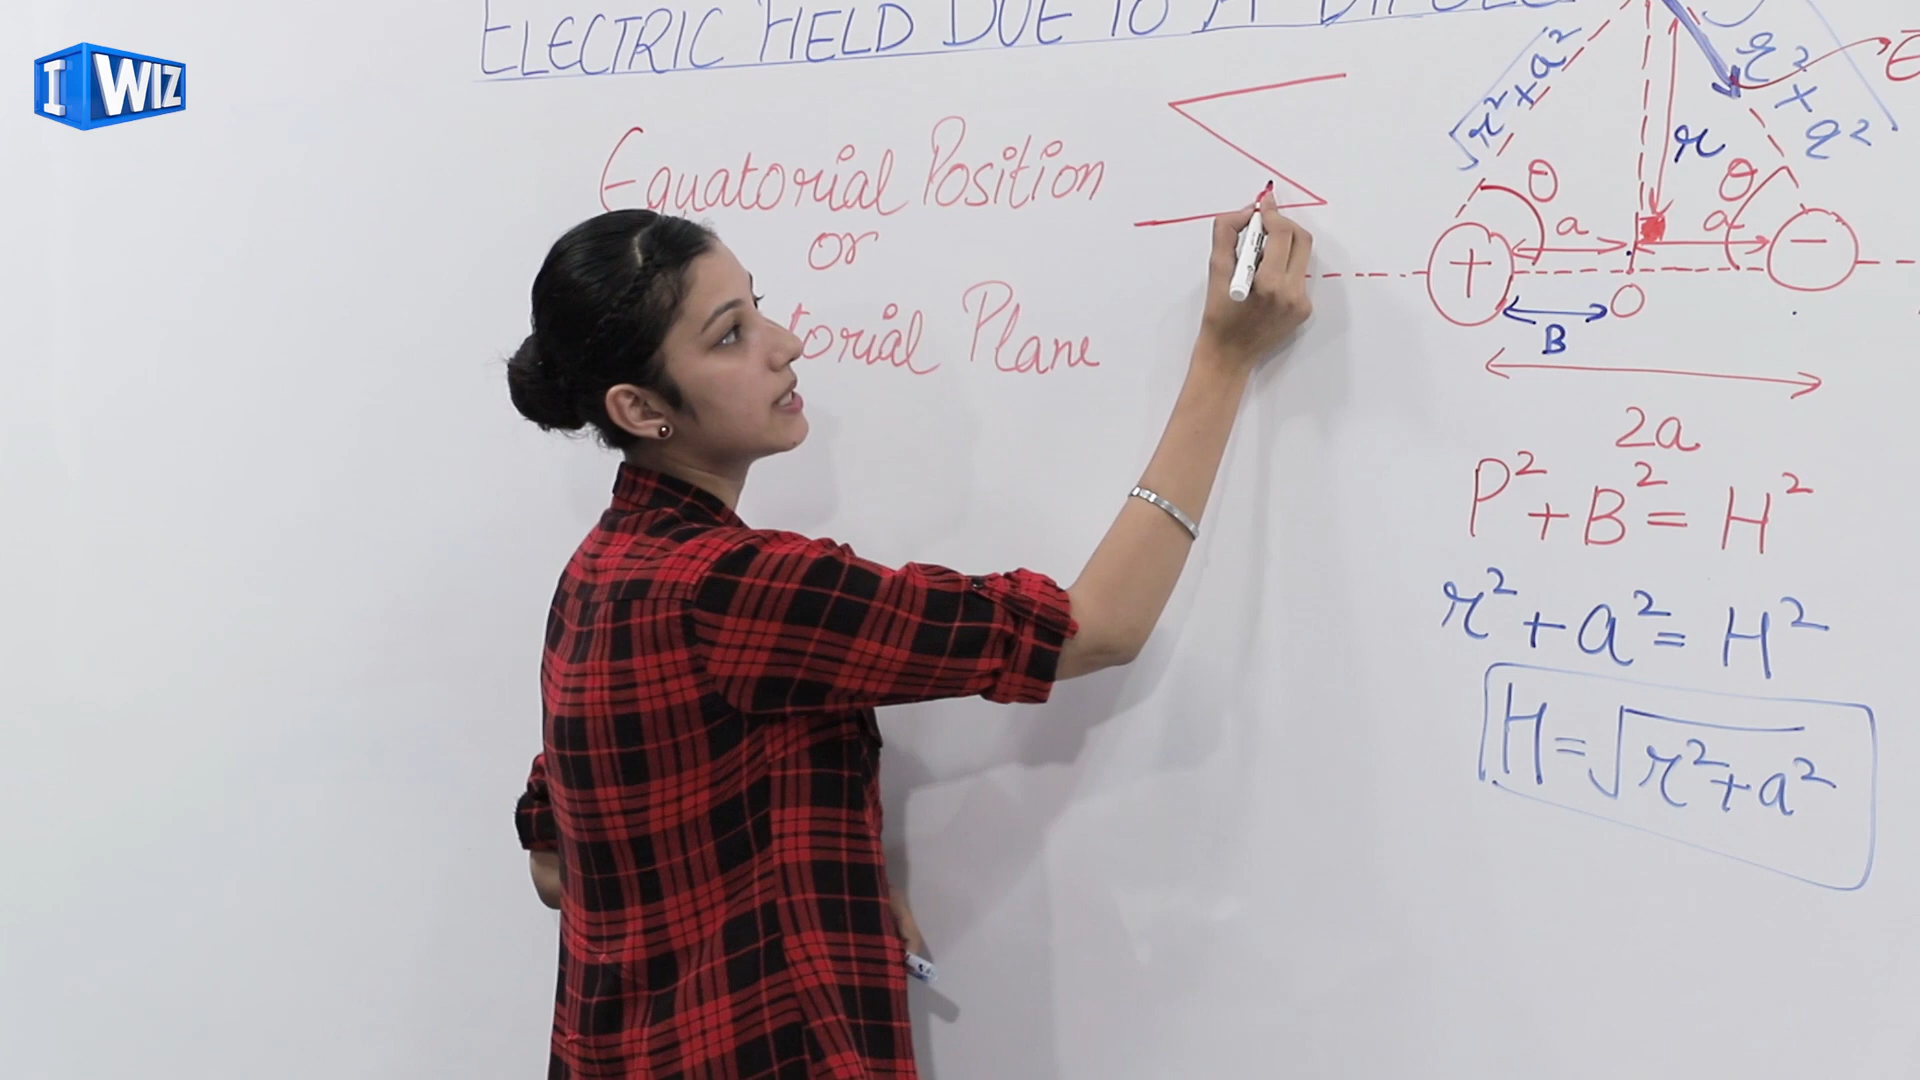 I WIZ
ELECTRIC FIELD DUE TO A DIPOLE
Equatorial Position
or
torial Plane
√r²+a²
r
θ
θ
a
a
+
−
O
B
2a
P²+B²=H²
r²+a²=H²
H=√r²+a²